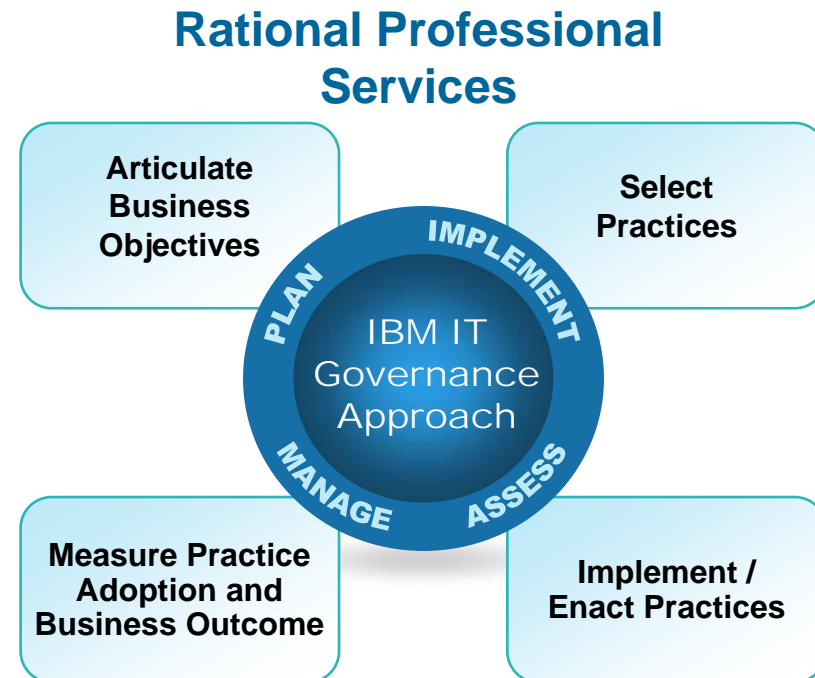 Rational Professional
Services
Articulate
Business
Objectives
Select
Practices
PLAN
IMPLEMENT
IBM IT
Governance
Approach
MANAGE
ASSESS
Measure Practice
Adoption and
Business Outcome
Implement /
Enact Practices